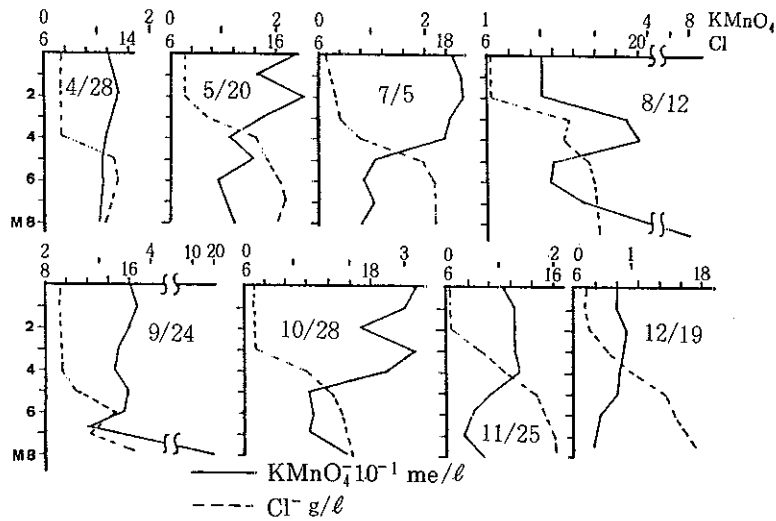 0 2 0 2 0 2 1 4 8 KMnO₄
6 14 6 16 6 18 6 20 Cl
4/28 5/20 7/5 8/12
2
4
6
M 8
2 4 10 20 0 3 0 2 0 1
8 16 6 18 6 16 6 18
9/24 10/28 11/25 12/19
2
4
6
M 8
KMnO₄⁻10⁻¹ me/ℓ
Cl⁻ g/ℓ